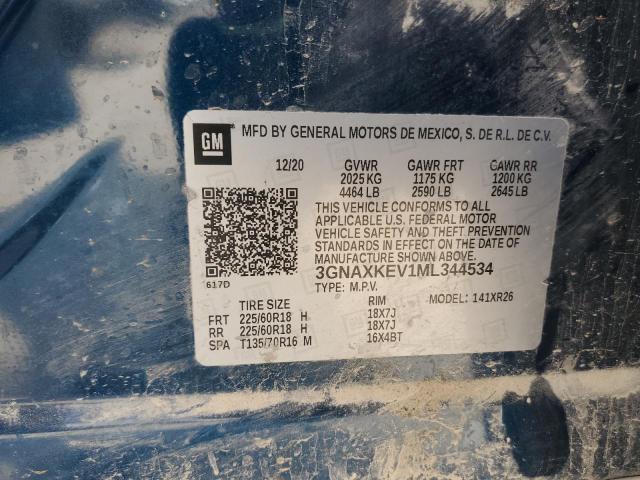 GM
MFD BY GENERAL MOTORS DE MEXICO, S. DE R.L. DE C.V.
12/20 GVWR GAWR FRT GAWR RR
2025 KG 1175 KG 1200 KG
4464 LB 2590 LB 2645 LB
THIS VEHICLE CONFORMS TO ALL
APPLICABLE U.S. FEDERAL MOTOR
VEHICLE SAFETY AND THEFT PREVENTION
STANDARDS IN EFFECT ON THE DATE OF
MANUFACTURE SHOWN ABOVE.
617D
3GNAXKEV1ML344534
TYPE: M.P.V. MODEL: 141XR26
TIRE SIZE RIM
FRT 225/60R18 H 18X7J
RR 225/60R18 H 18X7J
SPA T135/70R16 M 16X4BT